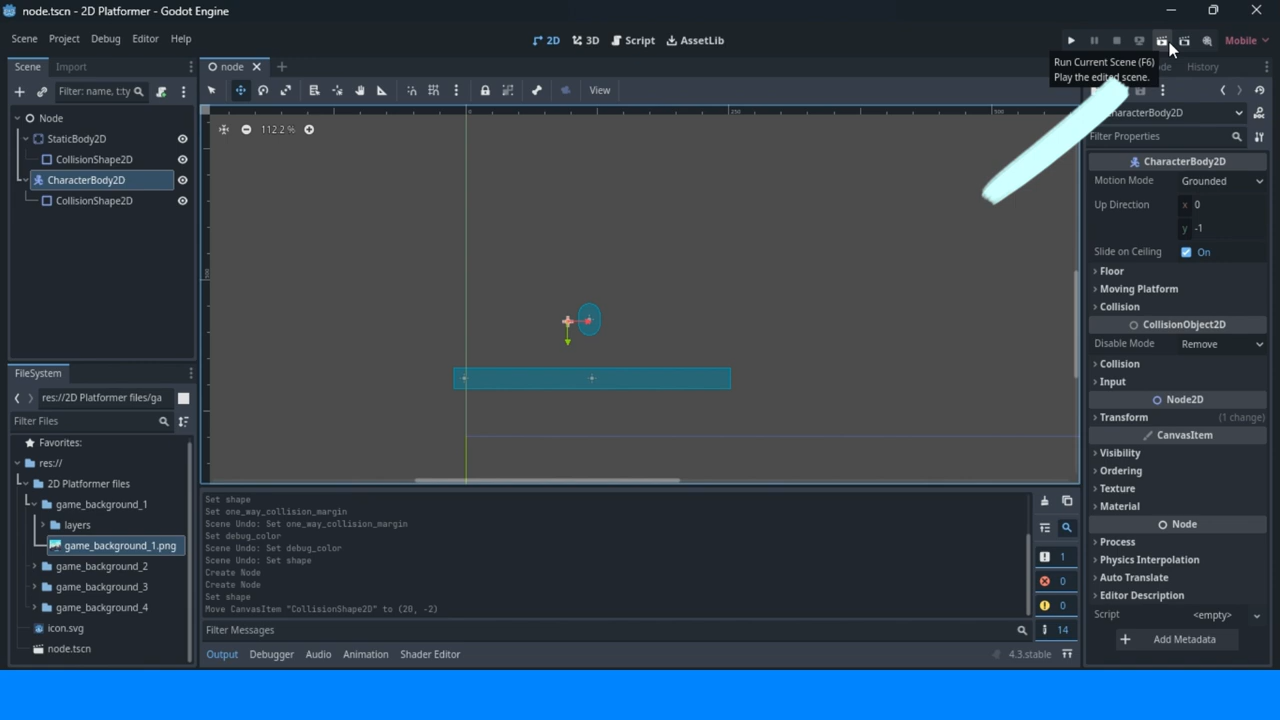 node.tscn - 2D Platformer - Godot Engine
Scene Project Debug Editor Help
2D 3D Script AssetLib
Mobile
Run Current Scene (F6)
Play the edited scene.
Scene Import
node
History
Filter: name, t:ty
View
112.2 %
250
500
Node
StaticBody2D
CollisionShape2D
CharacterBody2D
CollisionShape2D
FileSystem
res://2D Platformer files/ga
Filter Files
Favorites:
res://
2D Platformer files
game_background_1
layers
game_background_1.png
game_background_2
game_background_3
game_background_4
icon.svg
node.tscn
Set shape
Set one_way_collision_margin
Scene Undo: Set one_way_collision_margin
Set debug_color
Scene Undo: Set debug_color
Scene Undo: Set shape
Create Node
Create Node
Set shape
Move CanvasItem "CollisionShape2D" to (20, -2)
Filter Messages
1
0
0
14
Output Debugger Audio Animation Shader Editor
4.3.stable
Filter Properties
CharacterBody2D
Motion Mode Grounded
Up Direction x 0
y -1
Slide on Ceiling On
Floor
Moving Platform
Collision
CollisionObject2D
Disable Mode Remove
Collision
Input
Node2D
Transform (1 change)
CanvasItem
Visibility
Ordering
Texture
Material
Node
Process
Physics Interpolation
Auto Translate
Editor Description
Script <empty>
Add Metadata